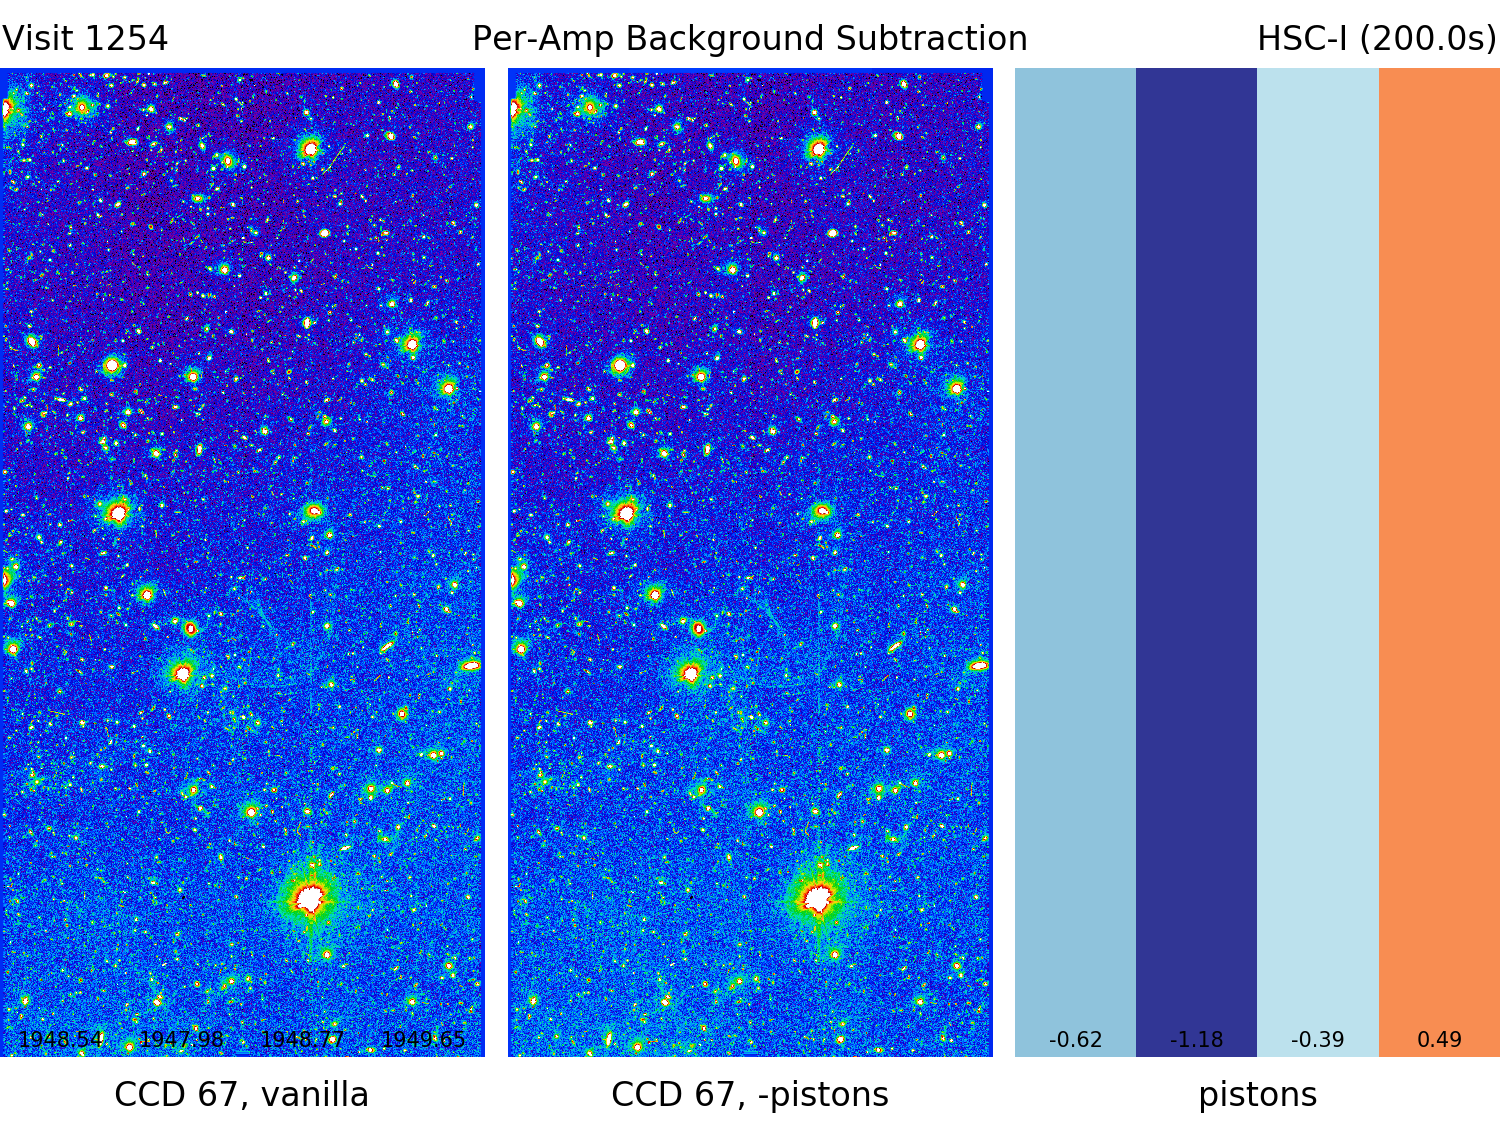 Visit 1254 Per-Amp Background Subtraction HSC-I (200.0s)
1948.54 1947.98 1948.77 1949.65 -0.62 -1.18 -0.39 0.49
CCD 67, vanilla CCD 67, -pistons pistons